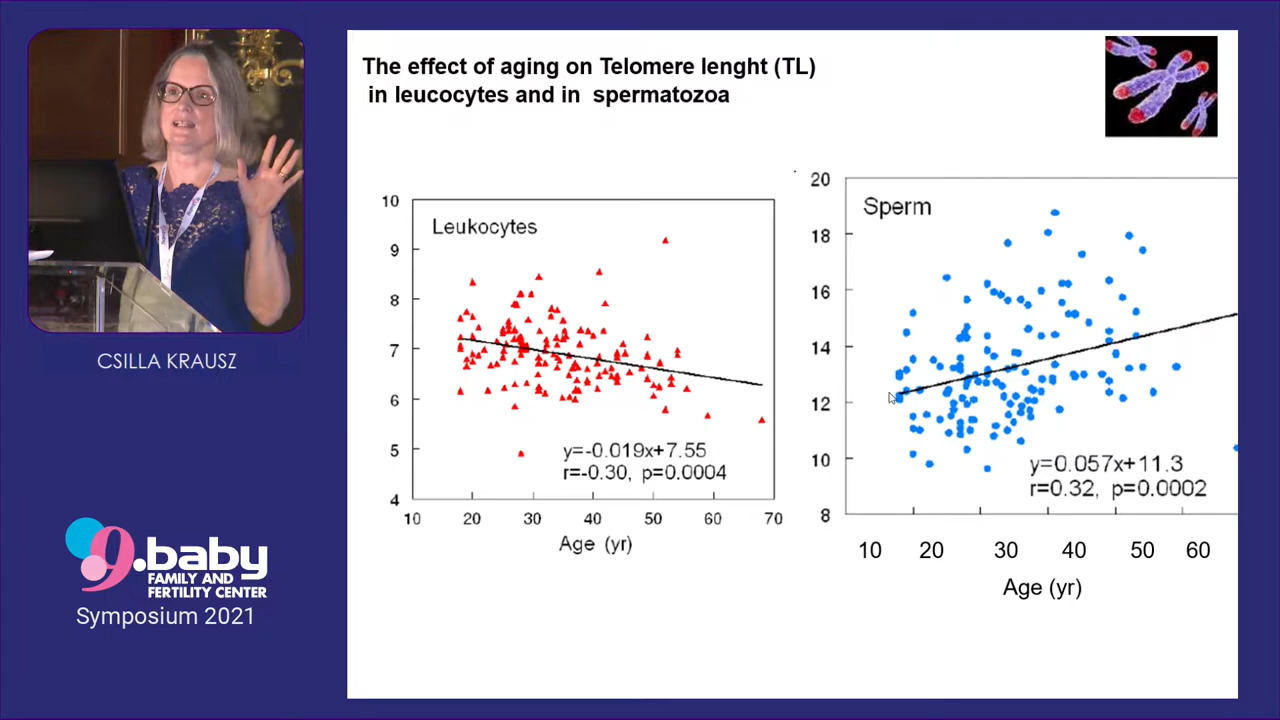 The effect of aging on Telomere lenght (TL)
in leucocytes and in spermatozoa
CSILLA KRAUSZ
9.baby
FAMILY AND
FERTILITY CENTER
Symposium 2021
10
9
8
7
6
5
4
Leukocytes
y=-0.019x+7.55
r=-0.30, p=0.0004
10 20 30 40 50 60 70
Age (yr)
20
18
16
14
12
10
8
Sperm
y=0.057x+11.3
r=0.32, p=0.0002
10 20 30 40 50 60
Age (yr)